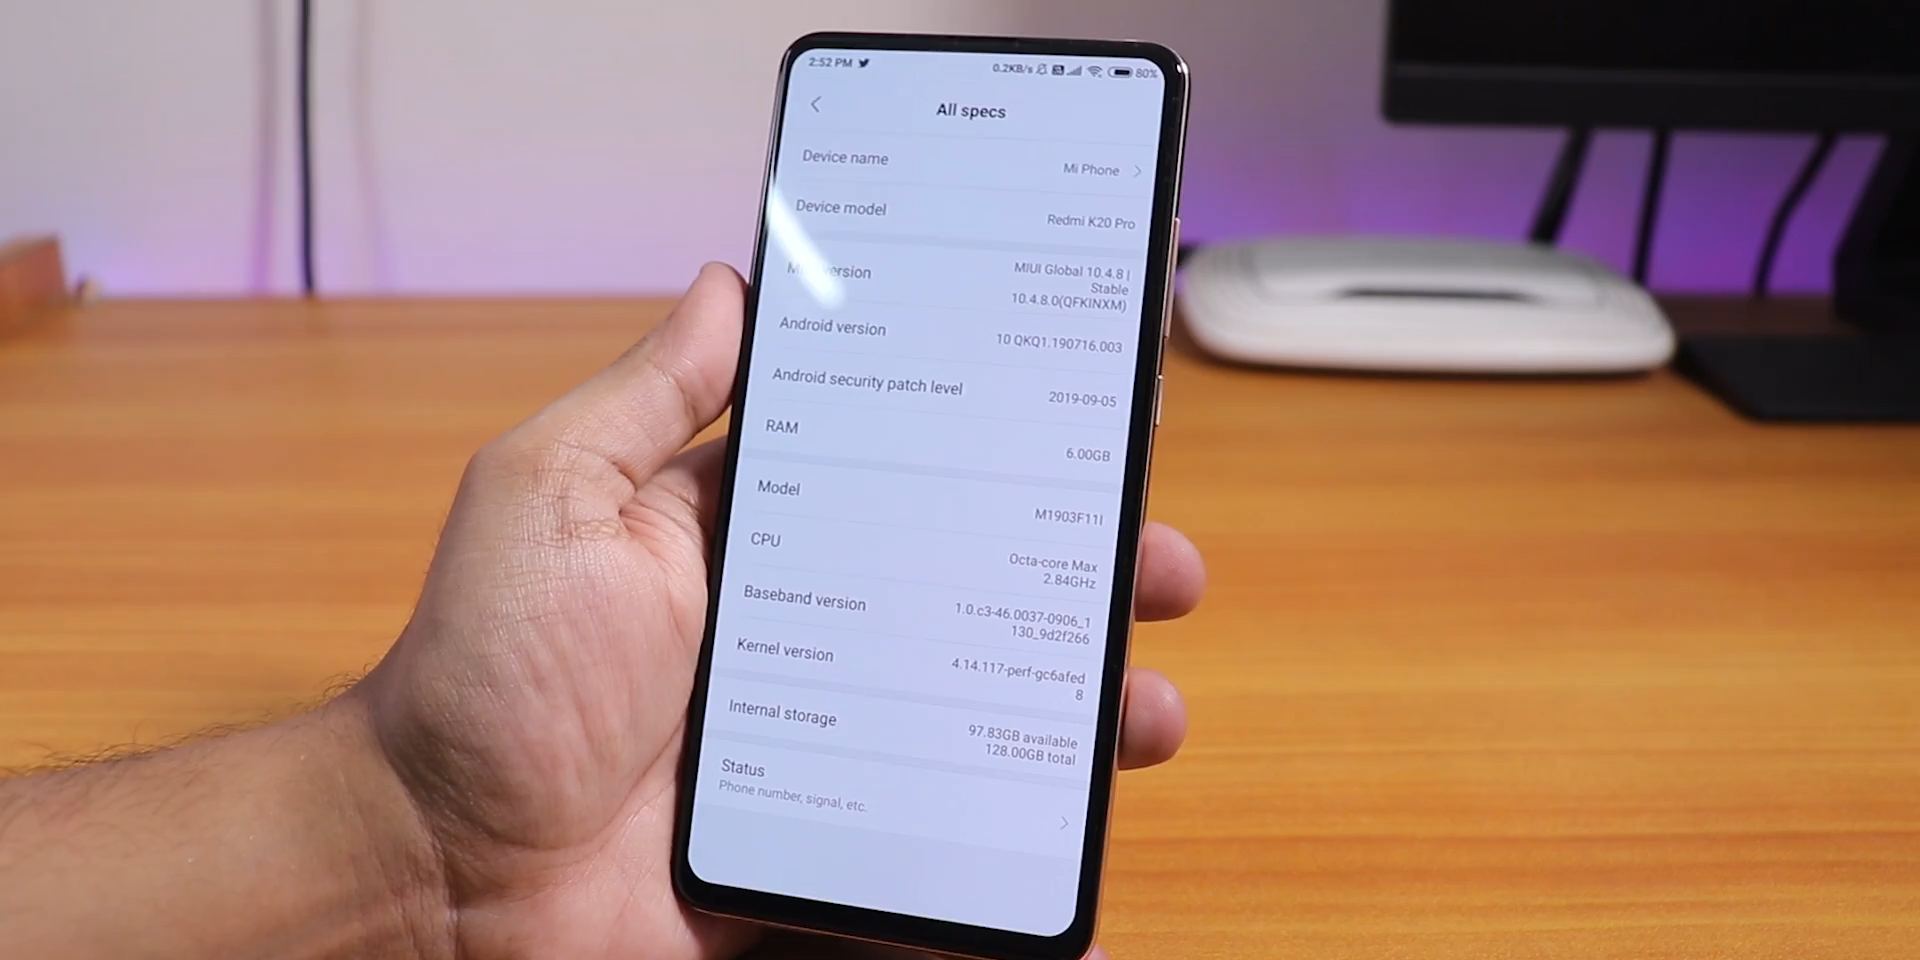 2:52 PM
0.2KB/s
80%
All specs
Device name
Mi Phone
Device model
Redmi K20 Pro
version
MIUI Global 10.4.8 |
Stable
10.4.8.0(QFKINXM)
Android version
10 QKQ1.190716.003
Android security patch level
2019-09-05
RAM
6.00GB
Model
M1903F11I
CPU
Octa-core Max
2.84GHz
Baseband version
1.0.c3-46.0037-0906_1
130_9d2f266
Kernel version
4.14.117-perf-gc6afed
8
Internal storage
97.83GB available
128.00GB total
Status
Phone number, signal, etc.